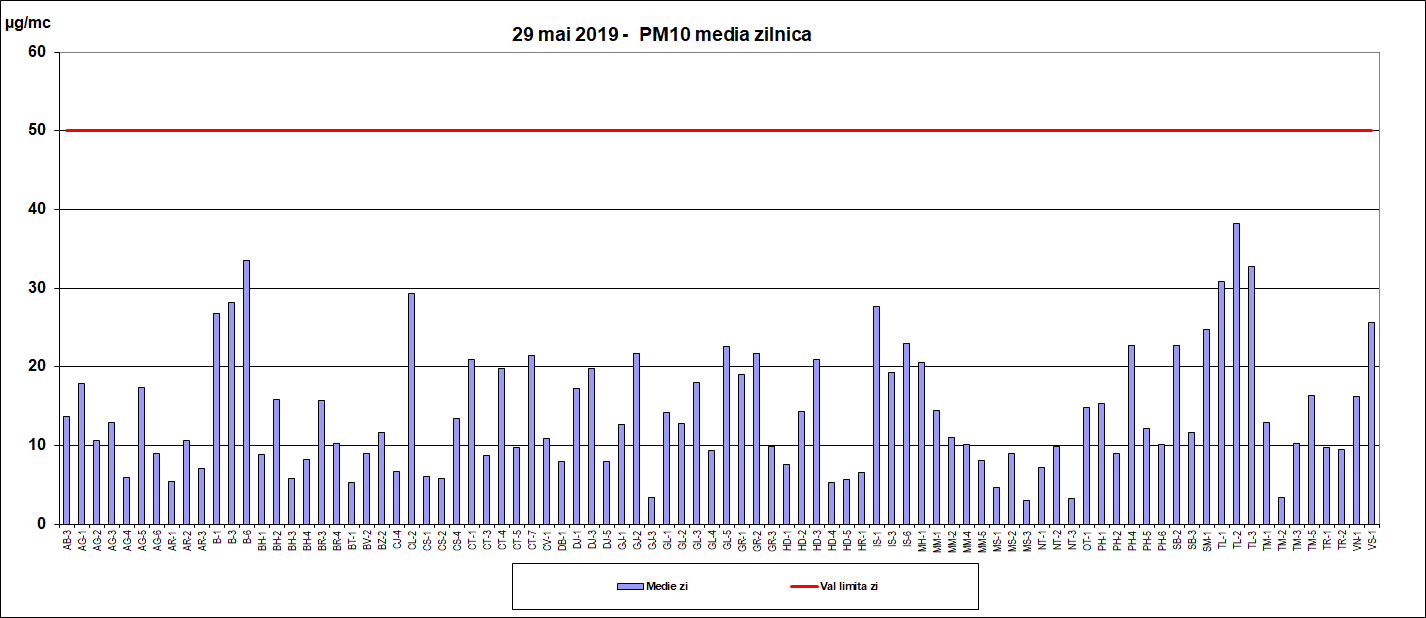 µg/mc
29 mai 2019 - PM10 media zilnica
60
50
40
30
20
10
0
AB-3 AG-1 AG-2 AG-3 AG-4 AG-5 AG-6 AR-1 AR-2 AR-3 B-1 B-3 B-6 BH-1 BH-2 BH-3 BH-4 BR-3 BR-4 BT-1 BV-2 BZ-2 CJ-4 CL-2 CS-1 CS-2 CS-4 CT-1 CT-3 CT-4 CT-5 CT-7 CV-1 DB-1 DJ-1 DJ-3 DJ-5 GJ-1 GJ-2 GJ-3 GL-1 GL-2 GL-3 GL-4 GL-5 GR-1 GR-2 GR-3 HD-1 HD-2 HD-3 HD-4 HD-5 HR-1 IS-1 IS-3 IS-6 MH-1 MM-1 MM-2 MM-4 MM-5 MS-1 MS-2 MS-3 NT-1 NT-2 NT-3 OT-1 PH-1 PH-2 PH-4 PH-5 PH-6 SB-2 SB-3 SM-1 TL-1 TL-2 TL-3 TM-1 TM-2 TM-3 TM-5 TR-1 TR-2 VN-1 VS-1
Medie zi Val limita zi